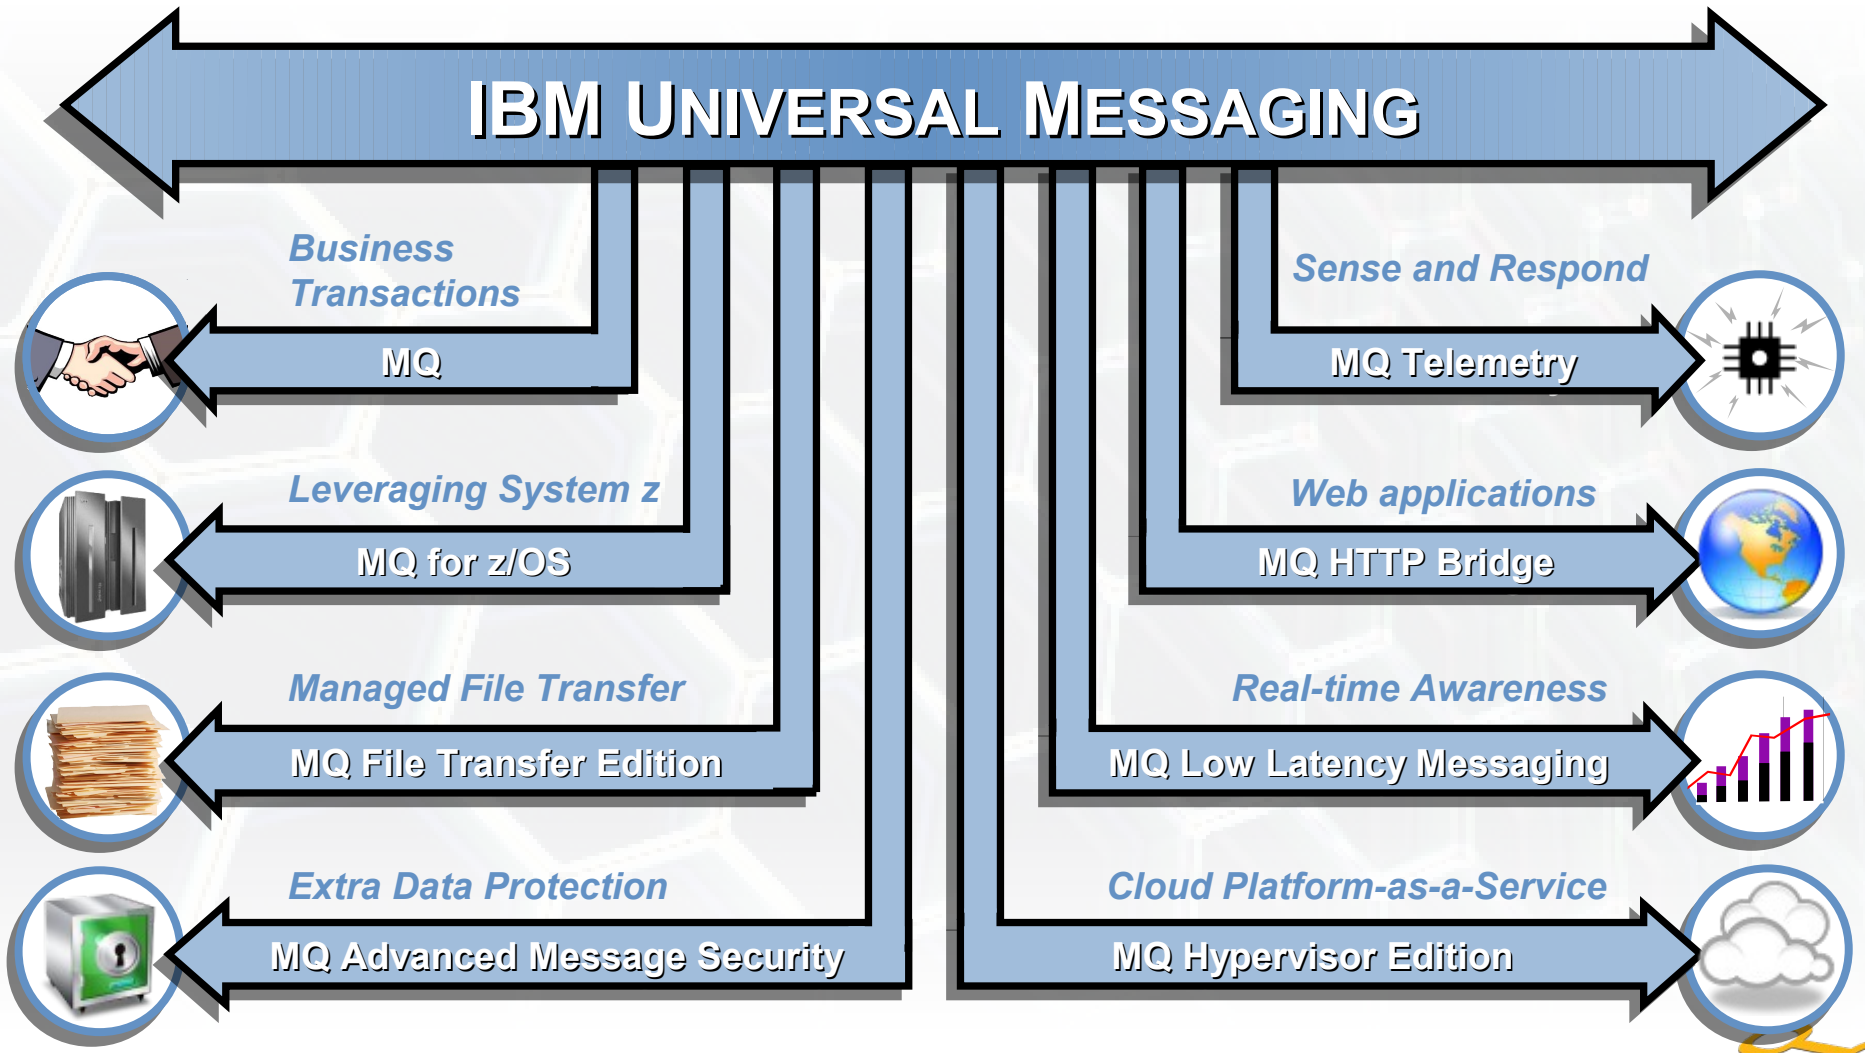 IBM UNIVERSAL MESSAGING
Business
Transactions
MQ
Leveraging System z
MQ for z/OS
Managed File Transfer
MQ File Transfer Edition
Extra Data Protection
MQ Advanced Message Security
Sense and Respond
MQ Telemetry
Web applications
MQ HTTP Bridge
Real-time Awareness
MQ Low Latency Messaging
Cloud Platform-as-a-Service
MQ Hypervisor Edition